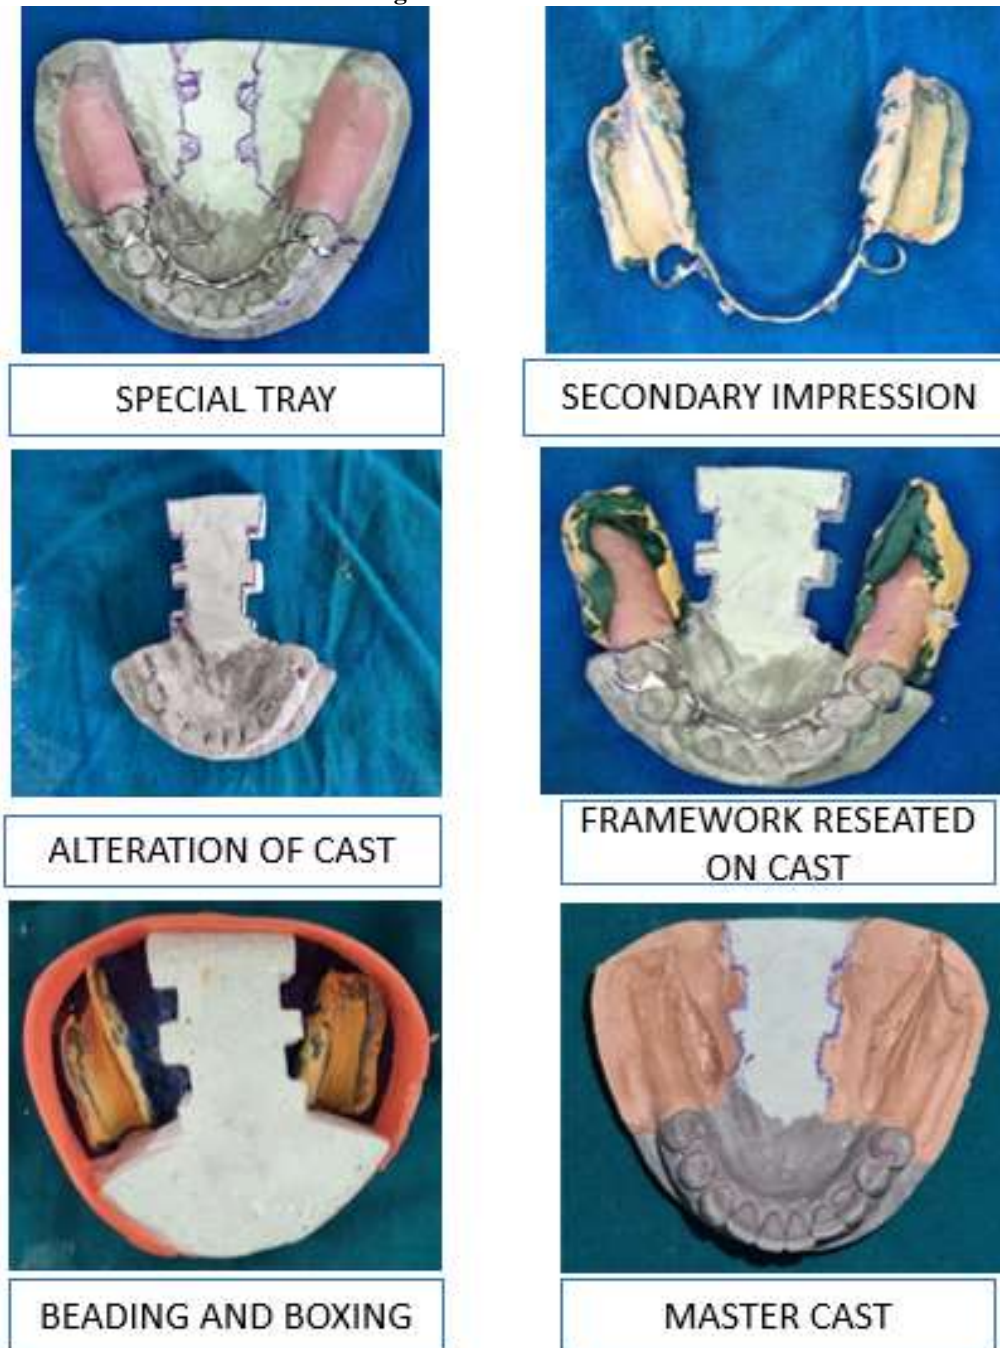 SPECIAL TRAY
SECONDARY IMPRESSION
ALTERATION OF CAST
FRAMEWORK RESEATED
ON CAST
BEADING AND BOXING
MASTER CAST